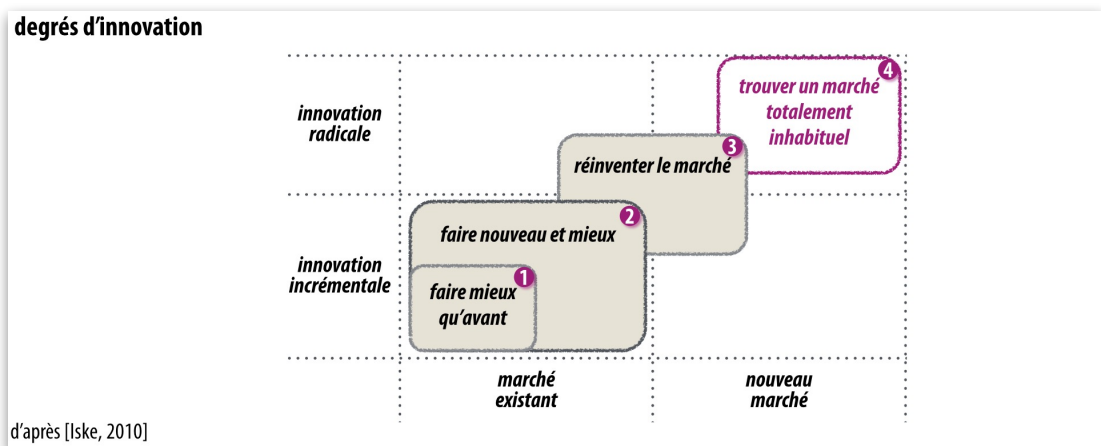 degrés d’innovation
4
trouver un marché
totalement
inhabituel
innovation
radicale
3
réinventer le marché
2
faire nouveau et mieux
innovation
incrémentale
1
faire mieux
qu’avant
marché
existant
nouveau
marché
d’après [Iske, 2010]